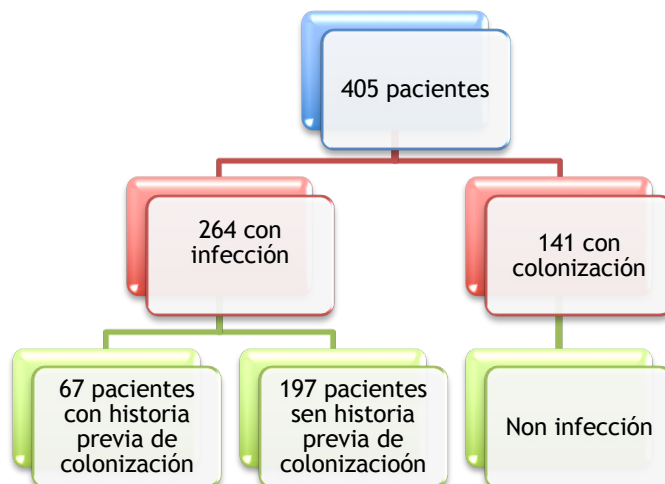 405 pacientes
264 con
infección
141 con
colonización
67 pacientes
con historia
previa de
colonización
197 pacientes
sen historia
previa de
colonizacioón
Non infección